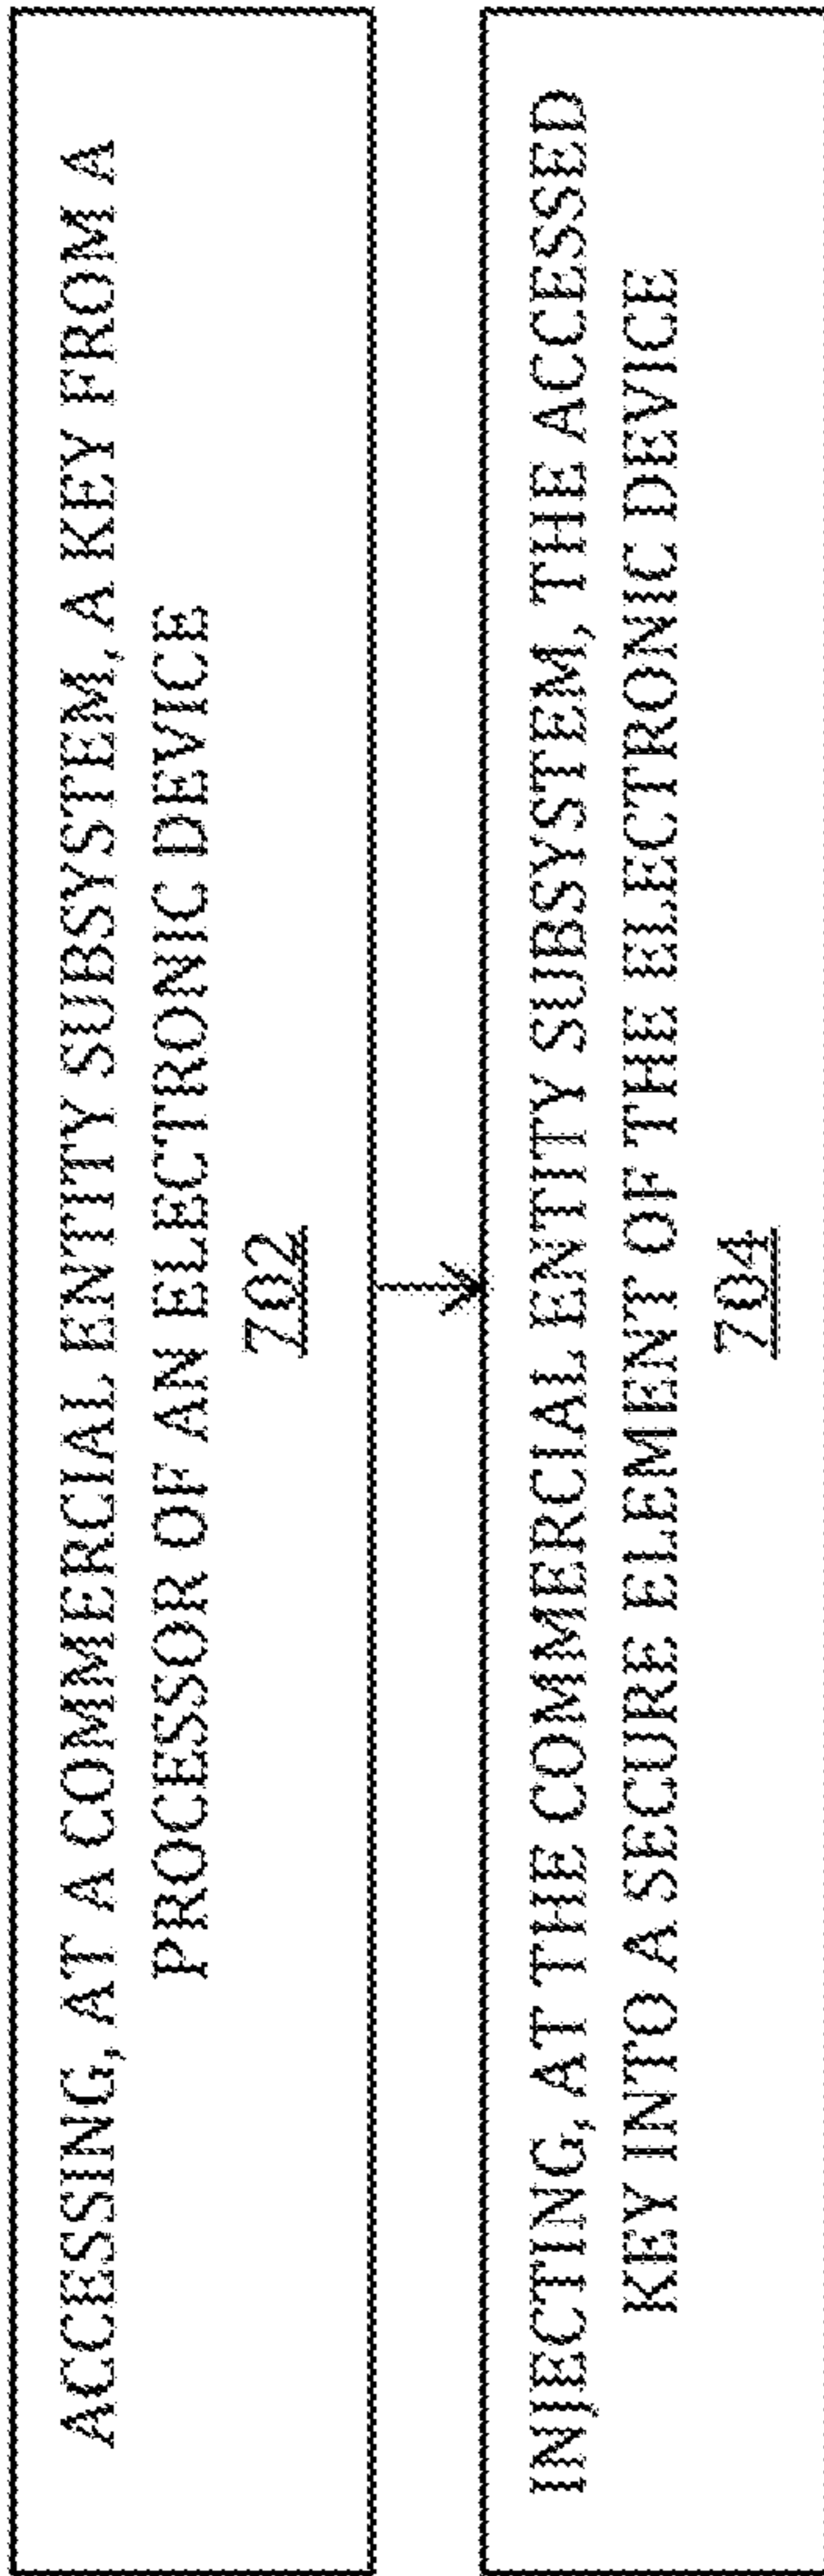 ACCESSING, AT A COMMERCIAL ENTITY SUBSYSTEM, A KEY FROM A
PROCESSOR OF AN ELECTRONIC DEVICE
702
INJECTING, AT THE COMMERCIAL ENTITY SUBSYSTEM, THE ACCESSED
KEY INTO A SECURE ELEMENT OF THE ELECTRONIC DEVICE
704